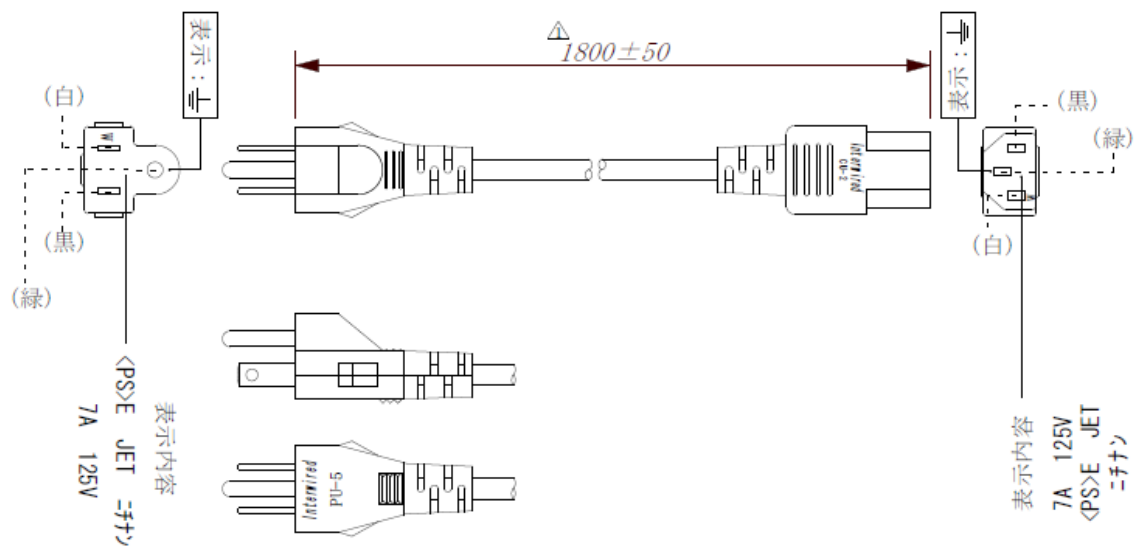 1
1800±50
表示：⏚
(白)
W
(黒)
(緑)
表示内容
<PS>E JET ニチナン
7A 125V
Interwired
CU-2
表示：⏚
(黒)
(緑)
W
(白)
表示内容
7A 125V
<PS>E JET
ニチナン
Interwired
PU-5